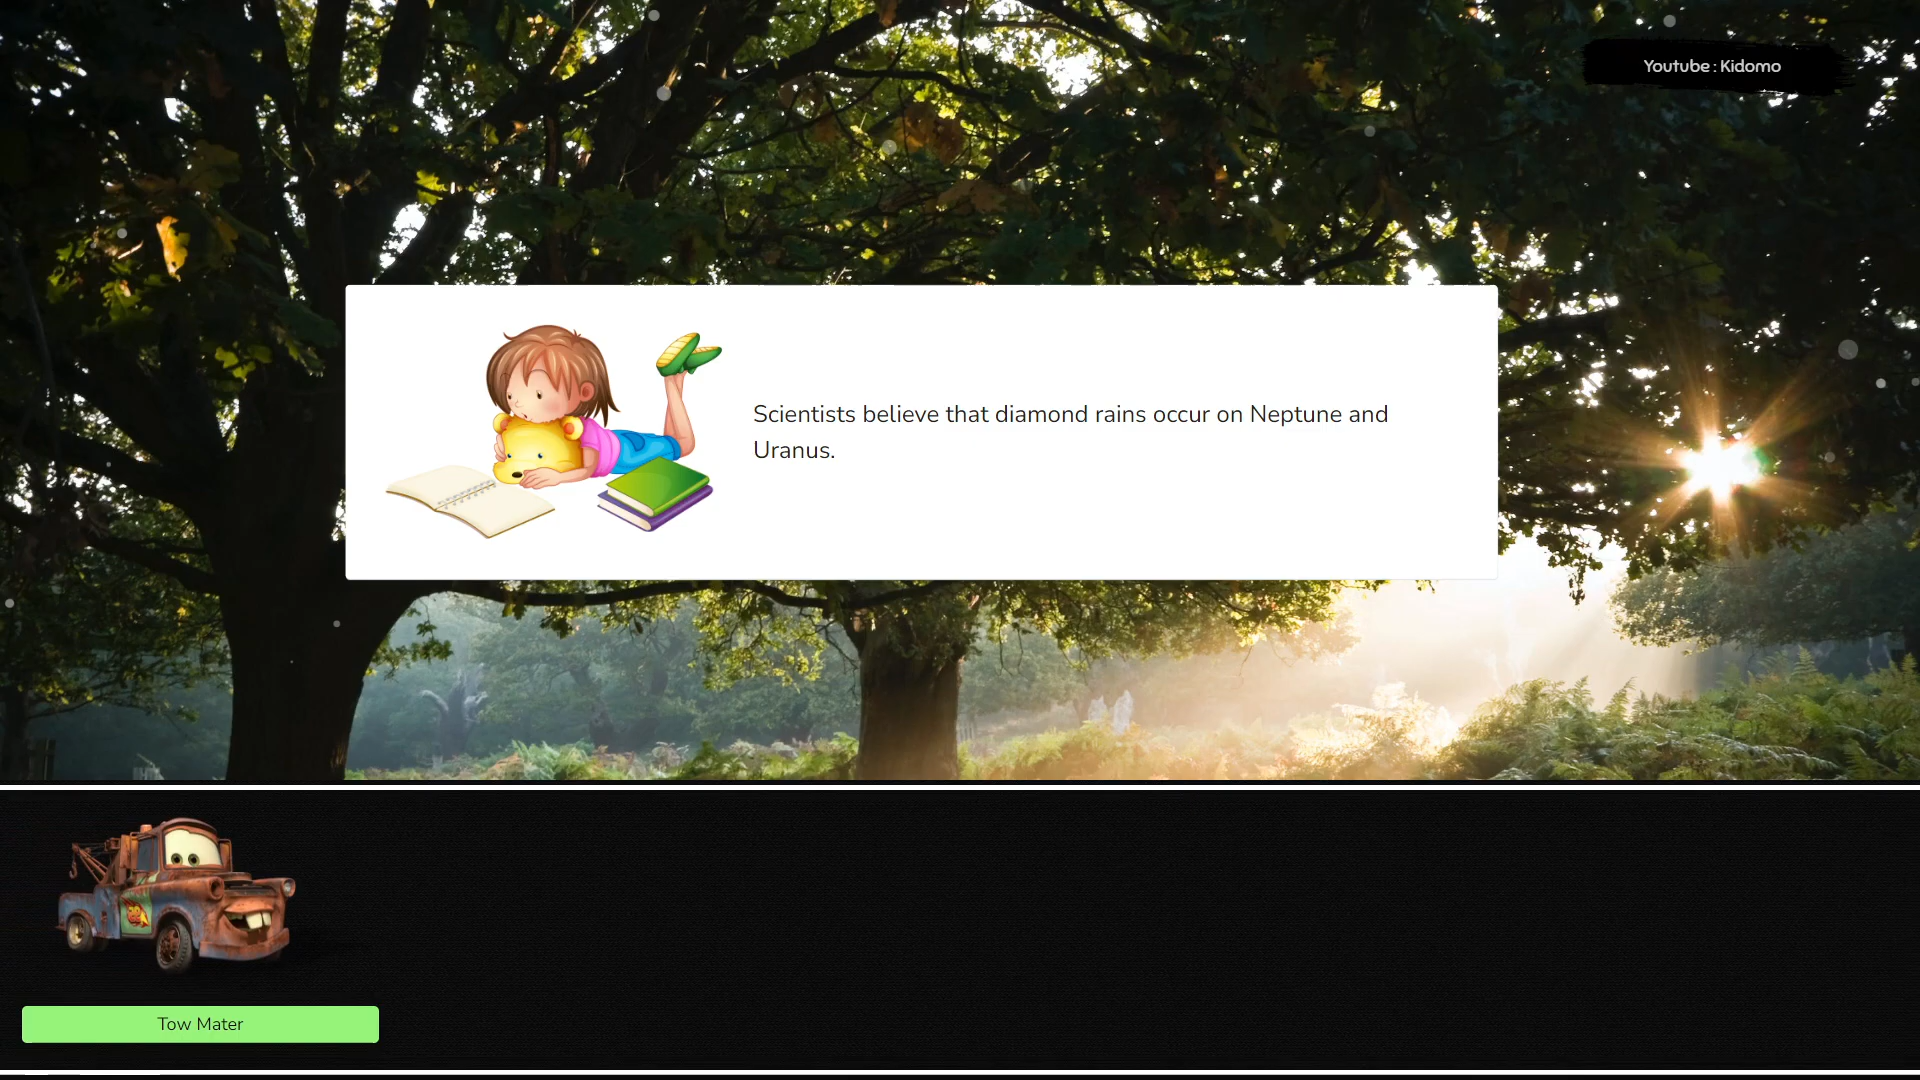 Youtube : Kidomo
Scientists believe that diamond rains occur on Neptune and
Uranus.
Tow Mater